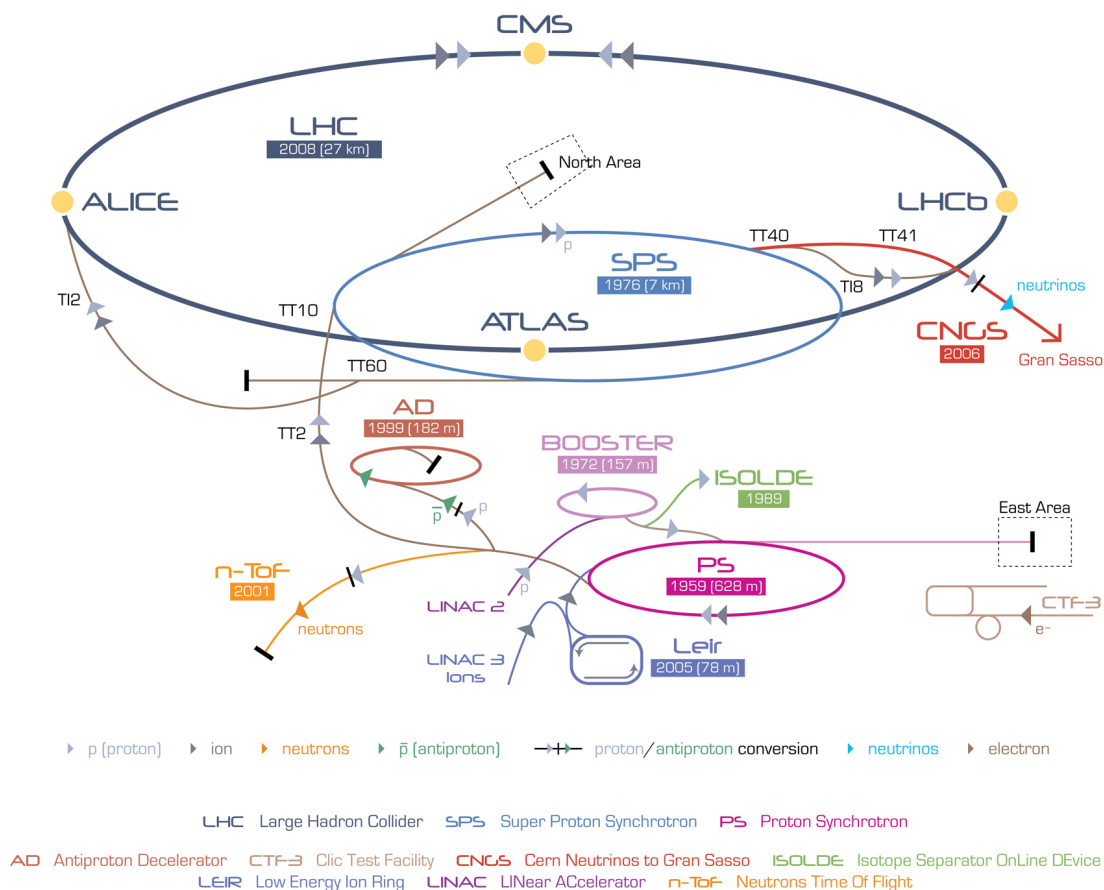 CMS
LHC
2008 (27 km)
North Area
ALICE
LHCb
TT40
TT41
p
SPS
1976 (7 km)
TI2
TI8
neutrinos
TT10
ATLAS
CNGS
2006
Gran Sasso
TT60
AD
1999 (182 m)
TT2
BOOSTER
1972 (157 m)
ISOLDE
1989
p̅
p
East Area
n-ToF
2001
PS
1959 (628 m)
p
LINAC 2
neutrons
CTF-3
e-
LINAC 3
Ions
Leir
2005 (78 m)
p (proton) ion neutrons p̅ (antiproton) proton/antiproton conversion neutrinos electron
LHC Large Hadron Collider SPS Super Proton Synchrotron PS Proton Synchrotron
AD Antiproton Decelerator CTF-3 Clic Test Facility CNGS Cern Neutrinos to Gran Sasso ISOLDE Isotope Separator OnLine DEvice
LEIR Low Energy Ion Ring LINAC LINear ACcelerator n-ToF Neutrons Time Of Flight